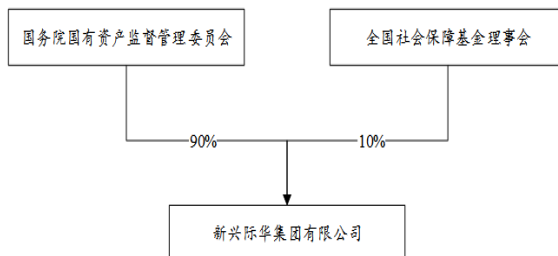 国务院国有资产监督管理委员会
全国社会保障基金理事会
90%
10%
新兴际华集团有限公司